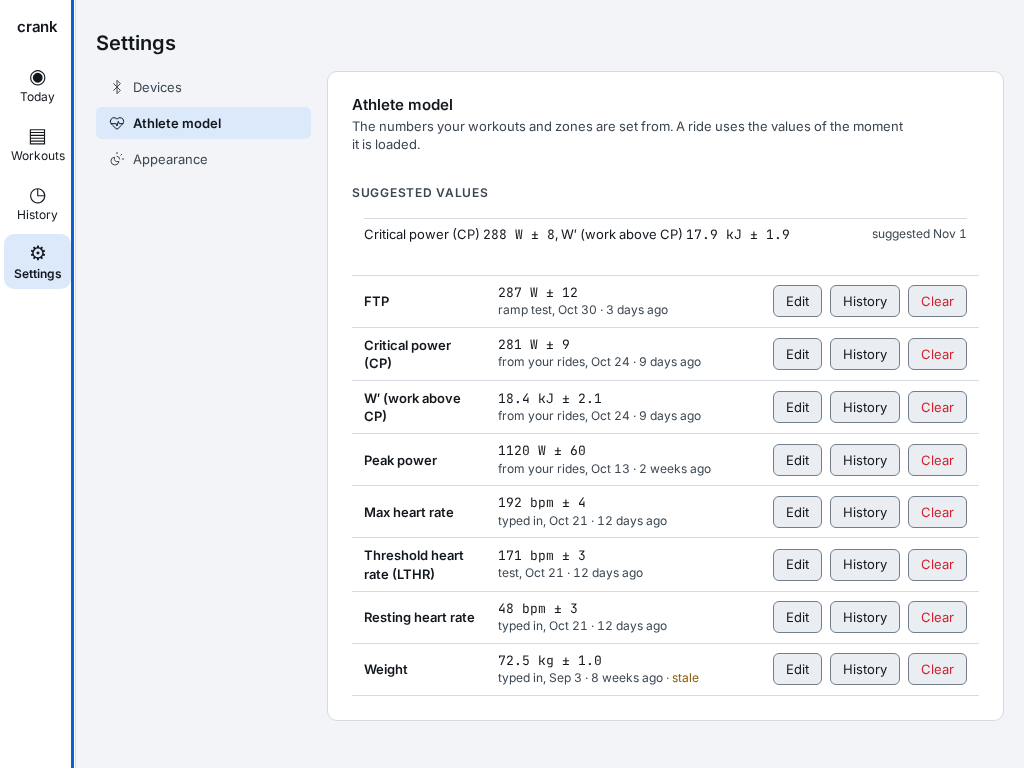 crank
Today
Workouts
History
Settings
Settings
Devices
Athlete model
Appearance
Athlete model
The numbers your workouts and zones are set from. A ride uses the values of the moment
it is loaded.
SUGGESTED VALUES
Critical power (CP) 288 W ± 8, W′ (work above CP) 17.9 kJ ± 1.9
suggested Nov 1
FTP
287 W ± 12
ramp test, Oct 30 · 3 days ago
Edit History Clear
Critical power
(CP)
281 W ± 9
from your rides, Oct 24 · 9 days ago
Edit History Clear
W′ (work above
CP)
18.4 kJ ± 2.1
from your rides, Oct 24 · 9 days ago
Edit History Clear
Peak power
1120 W ± 60
from your rides, Oct 13 · 2 weeks ago
Edit History Clear
Max heart rate
192 bpm ± 4
typed in, Oct 21 · 12 days ago
Edit History Clear
Threshold heart
rate (LTHR)
171 bpm ± 3
test, Oct 21 · 12 days ago
Edit History Clear
Resting heart rate
48 bpm ± 3
typed in, Oct 21 · 12 days ago
Edit History Clear
Weight
72.5 kg ± 1.0
typed in, Sep 3 · 8 weeks ago · stale
Edit History Clear